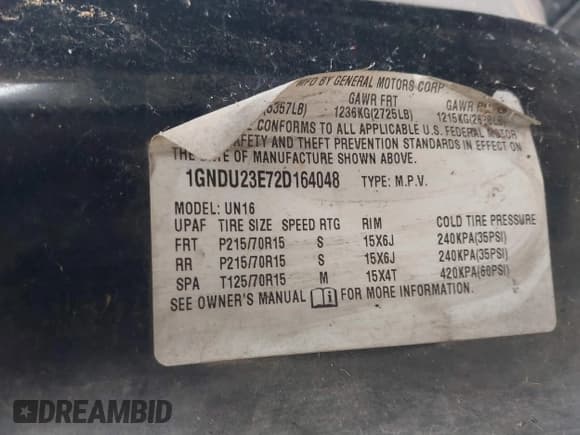 MFD BY GENERAL MOTORS CORP
GAWR FRT GAWR
(5357LB) 1236KG(2725LB)
CONFORMS TO ALL APPLICABLE U.S. FEDERAL MOTOR
SAFETY AND THEFT PREVENTION STANDARDS IN EFFECT ON
THE DATE OF MANUFACTURE SHOWN ABOVE.
1GNDU23E72D164048 TYPE: M.P.V.
MODEL: UN16
UPAF TIRE SIZE SPEED RTG RIM COLD TIRE PRESSURE
FRT P215/70R15 S 15X6J 240KPA(35PSI)
RR P215/70R15 S 15X6J 240KPA(35PSI)
SPA T125/70R15 M 15X4T 420KPA(60PSI)
SEE OWNER'S MANUAL i FOR MORE INFORMATION.
DREAMBID